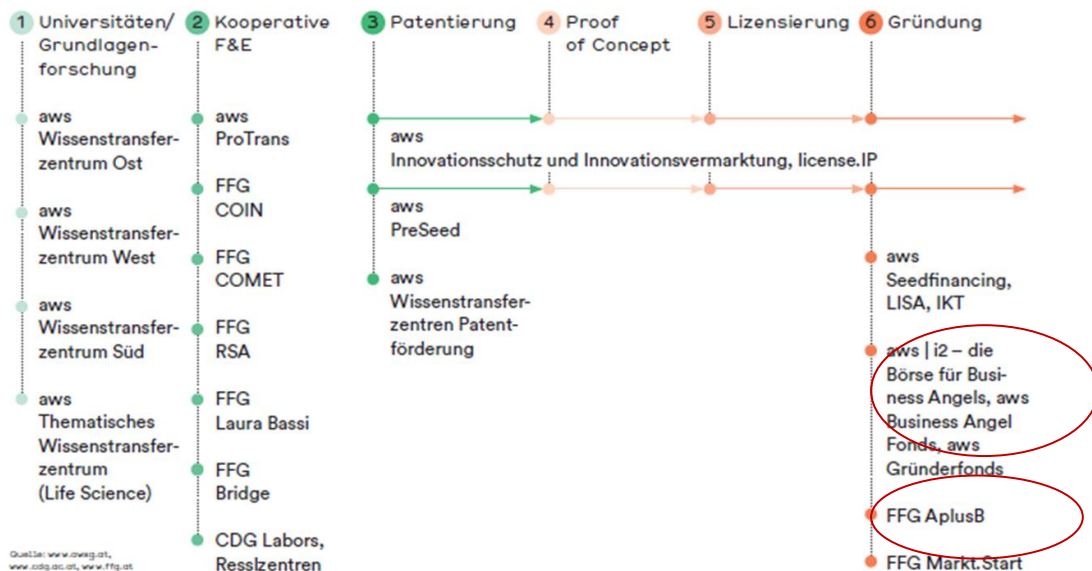 1 Universitäten/
Grundlagen-
forschung
aws
Wissenstransfer-
zentrum Ost
aws
Wissenstransfer-
zentrum West
aws
Wissenstransfer-
zentrum Süd
aws
Thematisches
Wissenstransfer-
zentrum
(Life Science)
2 Kooperative
F&E
aws
ProTrans
FFG
COIN
FFG
COMET
FFG
RSA
FFG
Laura Bassi
FFG
Bridge
CDG Labors,
Resslzentren
3 Patentierung
aws
Innovationsschutz und Innovationsvermarktung, license.IP
aws
PreSeed
aws
Wissenstransfer-
zentren Patent-
förderung
4 Proof
of Concept
5 Lizensierung
6 Gründung
aws
Seedfinancing,
LISA, IKT
aws | i2 – die
Börse für Busi-
ness Angels, aws
Business Angel
Fonds, aws
Gründerfonds
FFG AplusB
FFG Markt.Start
Quelle: www.awsg.at,
www.cdg.ac.at, www.ffg.at